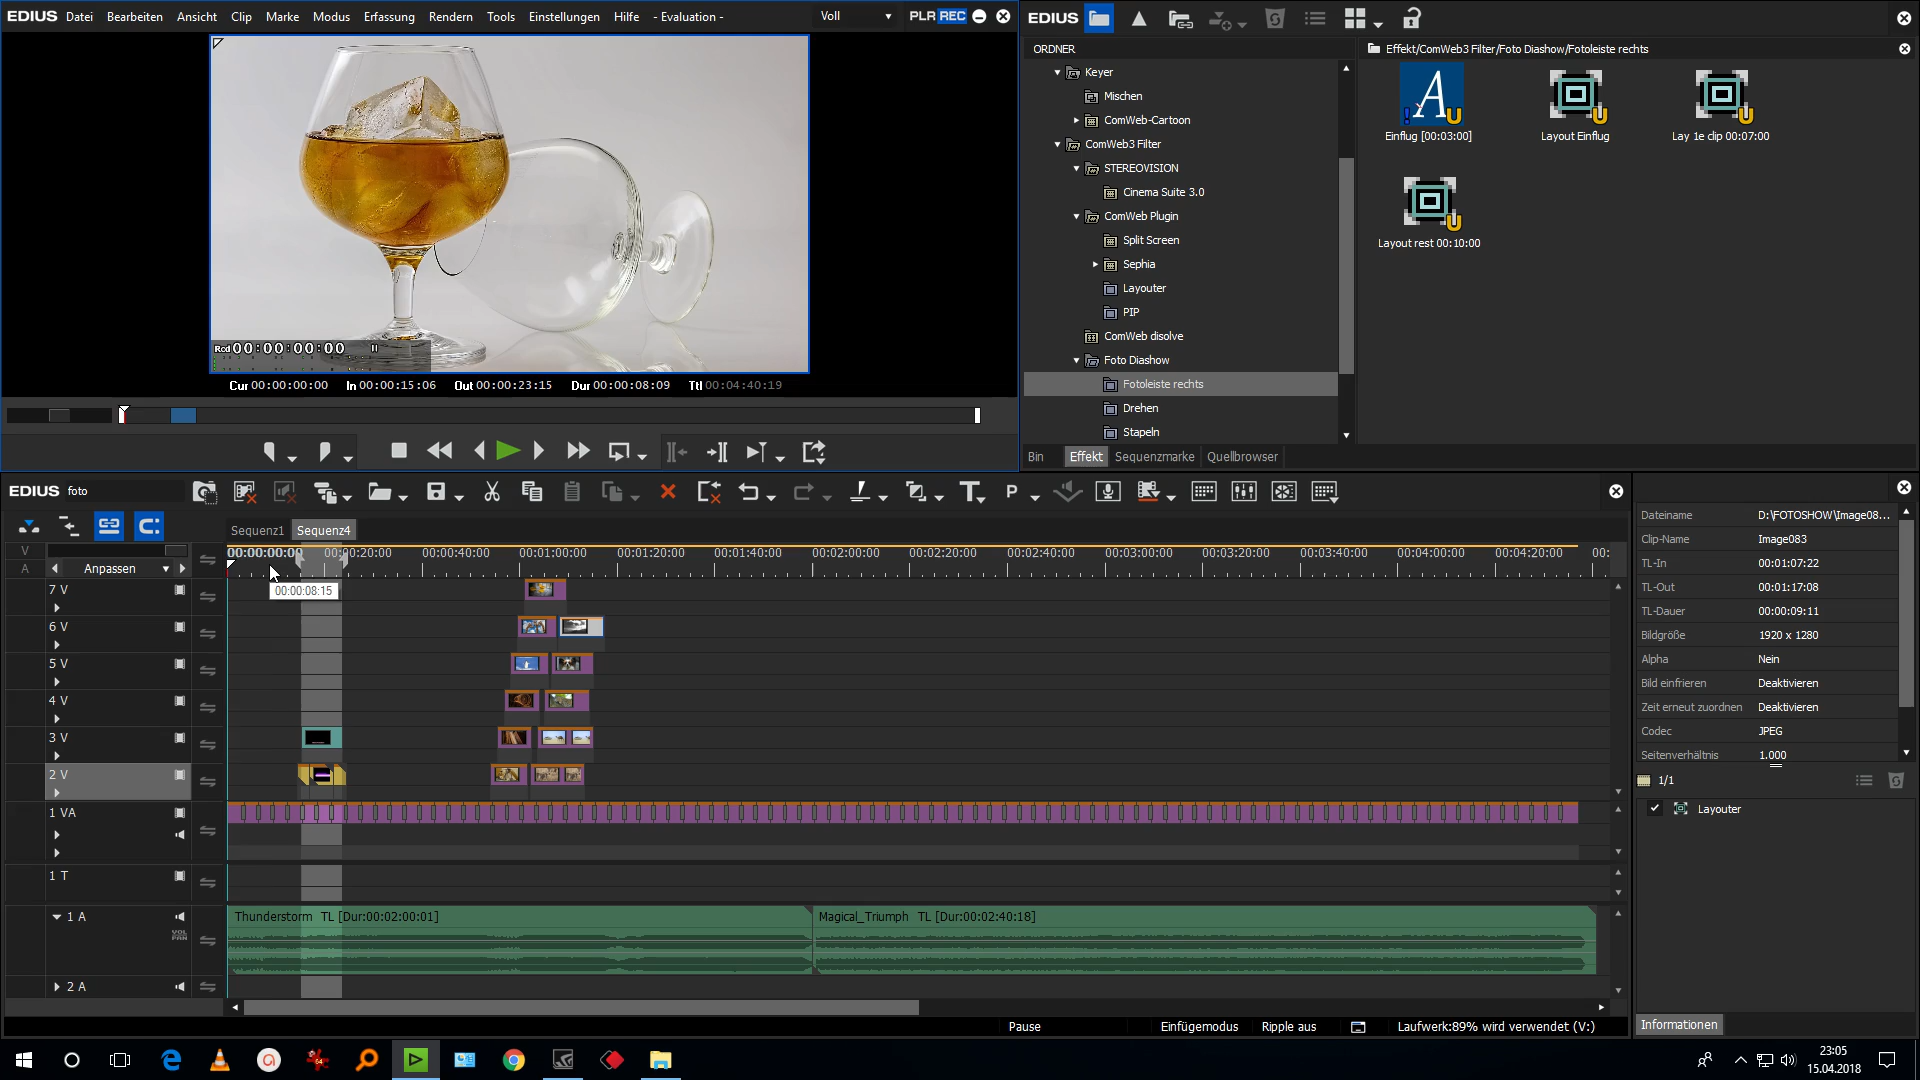 EDIUS Datei Bearbeiten Ansicht Clip Marke Modus Erfassung Rendern Tools Einstellungen Hilfe - Evaluation - Voll PLR REC
Rcd 00:00:00:00
Cur 00:00:00:00 In 00:00:15:06 Out 00:00:23:15 Dur 00:00:08:09 Ttl 00:04:40:19
EDIUS
ORDNER
Keyer
Mischen
ComWeb-Cartoon
ComWeb3 Filter
STEREOVISION
Cinema Suite 3.0
ComWeb Plugin
Split Screen
Sephia
Layouter
PIP
ComWeb disolve
Foto Diashow
Fotoleiste rechts
Drehen
Stapeln
Bin Effekt Sequenzmarke Quellbrowser
Effekt/ComWeb3 Filter/Foto Diashow/Fotoleiste rechts
Einflug [00:03:00] Layout Einflug Lay 1e clip 00:07:00
Layout rest 00:10:00
EDIUS foto
Sequenz1 Sequenz4
V
A Anpassen
00:00:00:00 00:00:20:00 00:00:40:00 00:01:00:00 00:01:20:00 00:01:40:00 00:02:00:00 00:02:20:00 00:02:40:00 00:03:00:00 00:03:20:00 00:03:40:00 00:04:00:00 00:04:20:00 00:
00:00:08:15
7 V
6 V
5 V
4 V
3 V
2 V
1 VA
1 T
1 A
VOL
PAN
Thunderstorm TL [Dur:00:02:00:01] Magical_Triumph TL [Dur:00:02:40:18]
2 A
Pause Einfügemodus Ripple aus Laufwerk:89% wird verwendet (V:)
Dateiname D:\FOTOSHOW\Image08...
Clip-Name Image083
TL-In 00:01:07:22
TL-Out 00:01:17:08
TL-Dauer 00:00:09:11
Bildgröße 1920 x 1280
Alpha Nein
Bild einfrieren Deaktivieren
Zeit erneut zuordnen Deaktivieren
Codec JPEG
Seitenverhältnis 1.000
1/1
Layouter
Informationen
23:05
15.04.2018